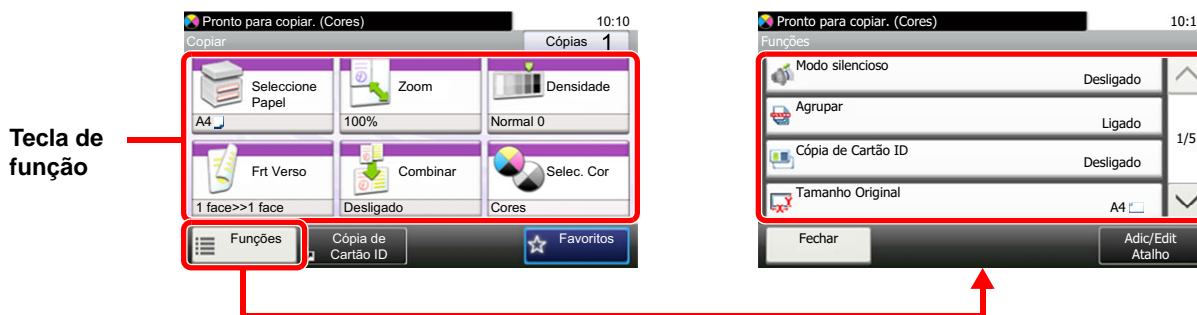 Tecla de
função
Pronto para copiar. (Cores)
10:10
Copiar
Cópias 1
Seleccione
Papel
A4
Zoom
100%
Densidade
Normal 0
Frt Verso
1 face>>1 face
Combinar
Desligado
Selec. Cor
Cores
Funções
Cópia de
Cartão ID
Favoritos
Pronto para copiar. (Cores)
10:1
Funções
Modo silencioso
Desligado
Agrupar
Ligado
Cópia de Cartão ID
Desligado
Tamanho Original
A4
1/5
Fechar
Adic/Edit
Atalho